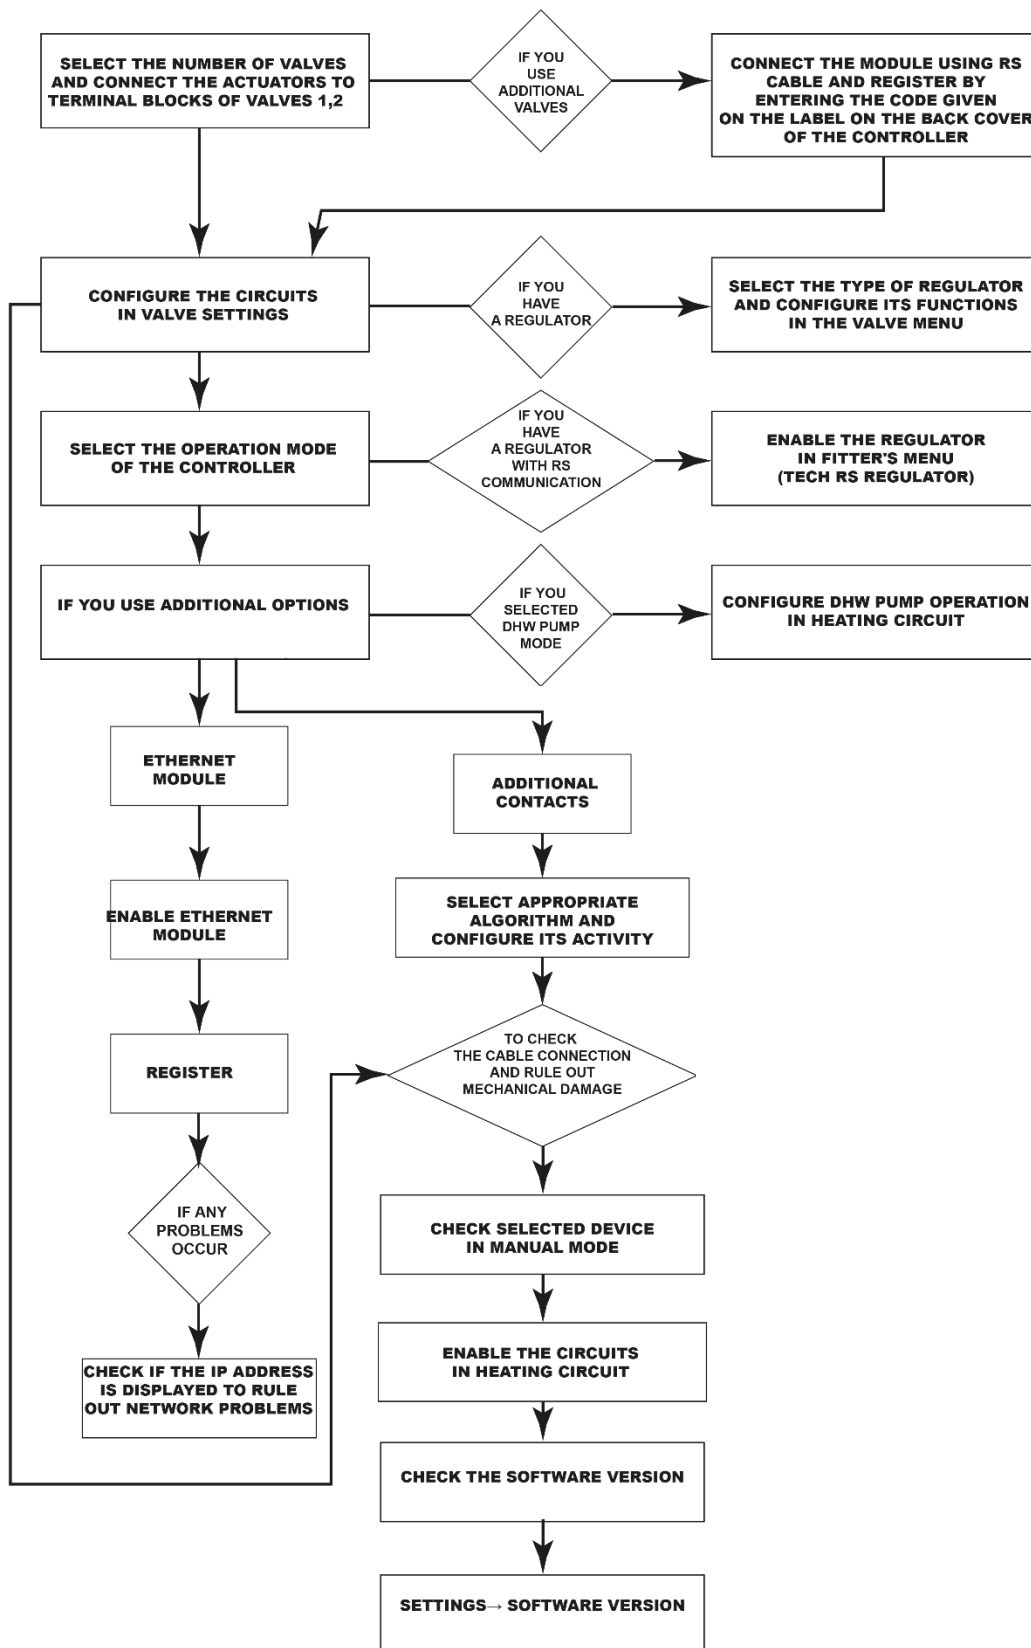 SELECT THE NUMBER OF VALVES
AND CONNECT THE ACTUATORS TO
TERMINAL BLOCKS OF VALVES 1,2
IF YOU
USE
ADDITIONAL
VALVES
CONNECT THE MODULE USING RS
CABLE AND REGISTER BY
ENTERING THE CODE GIVEN
ON THE LABEL ON THE BACK COVER
OF THE CONTROLLER
CONFIGURE THE CIRCUITS
IN VALVE SETTINGS
IF YOU
HAVE
A REGULATOR
SELECT THE TYPE OF REGULATOR
AND CONFIGURE ITS FUNCTIONS
IN THE VALVE MENU
SELECT THE OPERATION MODE
OF THE CONTROLLER
IF YOU
HAVE
A REGULATOR
WITH RS
COMMUNICATION
ENABLE THE REGULATOR
IN FITTER'S MENU
(TECH RS REGULATOR)
IF YOU USE ADDITIONAL OPTIONS
IF YOU
SELECTED
DHW PUMP
MODE
CONFIGURE DHW PUMP OPERATION
IN HEATING CIRCUIT
ETHERNET
MODULE
ENABLE ETHERNET
MODULE
REGISTER
IF ANY
PROBLEMS
OCCUR
CHECK IF THE IP ADDRESS
IS DISPLAYED TO RULE
OUT NETWORK PROBLEMS
ADDITIONAL
CONTACTS
SELECT APPROPRIATE
ALGORITHM AND
CONFIGURE ITS ACTIVITY
TO CHECK
THE CABLE CONNECTION
AND RULE OUT
MECHANICAL DAMAGE
CHECK SELECTED DEVICE
IN MANUAL MODE
ENABLE THE CIRCUITS
IN HEATING CIRCUIT
CHECK THE SOFTWARE VERSION
SETTINGS→ SOFTWARE VERSION